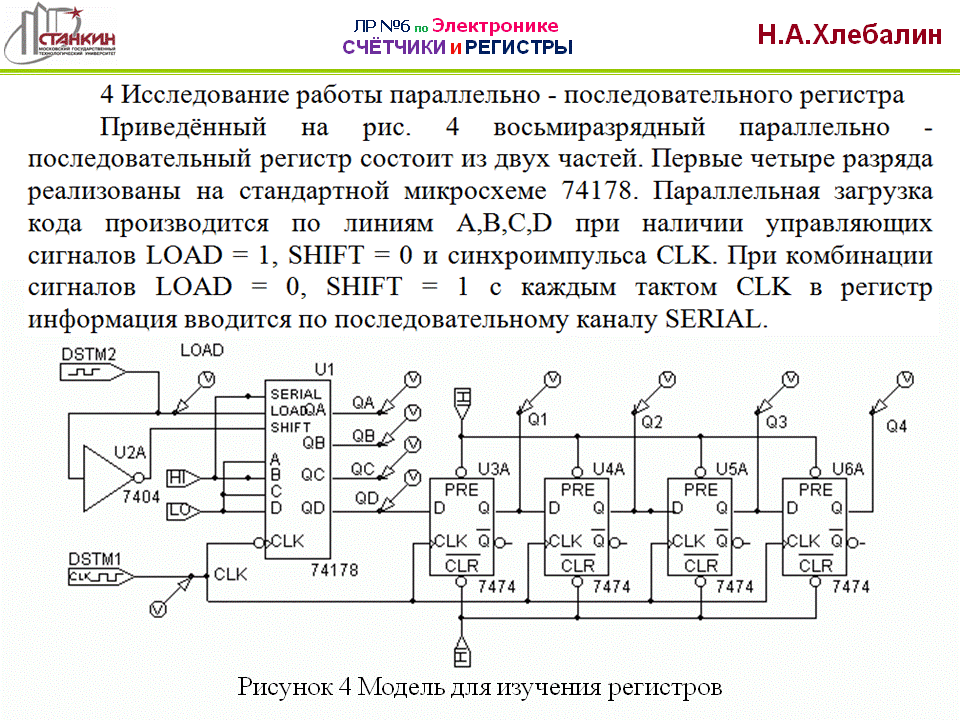 СТАНКИН
МОСКОВСКИЙ ГОСУДАРСТВЕННЫЙ
ТЕХНОЛОГИЧЕСКИЙ УНИВЕРСИТЕТ
ЛР №6 по Электронике
СЧЁТЧИКИ и РЕГИСТРЫ
Н.А.Хлебалин
4 Исследование работы параллельно - последовательного регистра
Приведённый на рис. 4 восьмиразрядный параллельно -
последовательный регистр состоит из двух частей. Первые четыре разряда
реализованы на стандартной микросхеме 74178. Параллельная загрузка
кода производится по линиям A,B,C,D при наличии управляющих
сигналов LOAD = 1, SHIFT = 0 и синхроимпульса CLK. При комбинации
сигналов LOAD = 0, SHIFT = 1 с каждым тактом CLK в регистр
информация вводится по последовательному каналу SERIAL.
DSTM2 LOAD
U1
V V V V V V
SERIAL
LOAD QA QA
SHIFT
QB QB
Q1 Q2 Q3 Q4
HI
U2A
7404
A
B QC QC
C
D QD QD
HI
LO
V
U3A U4A U5A U6A
PRE PRE PRE PRE
D Q D Q D Q D Q
CLK
CLK Q CLK Q CLK Q CLK Q
CLR CLR CLR CLR
DSTM1
CLK
CLK
74178
7474 7474 7474 7474
V
HI
Рисунок 4 Модель для изучения регистров